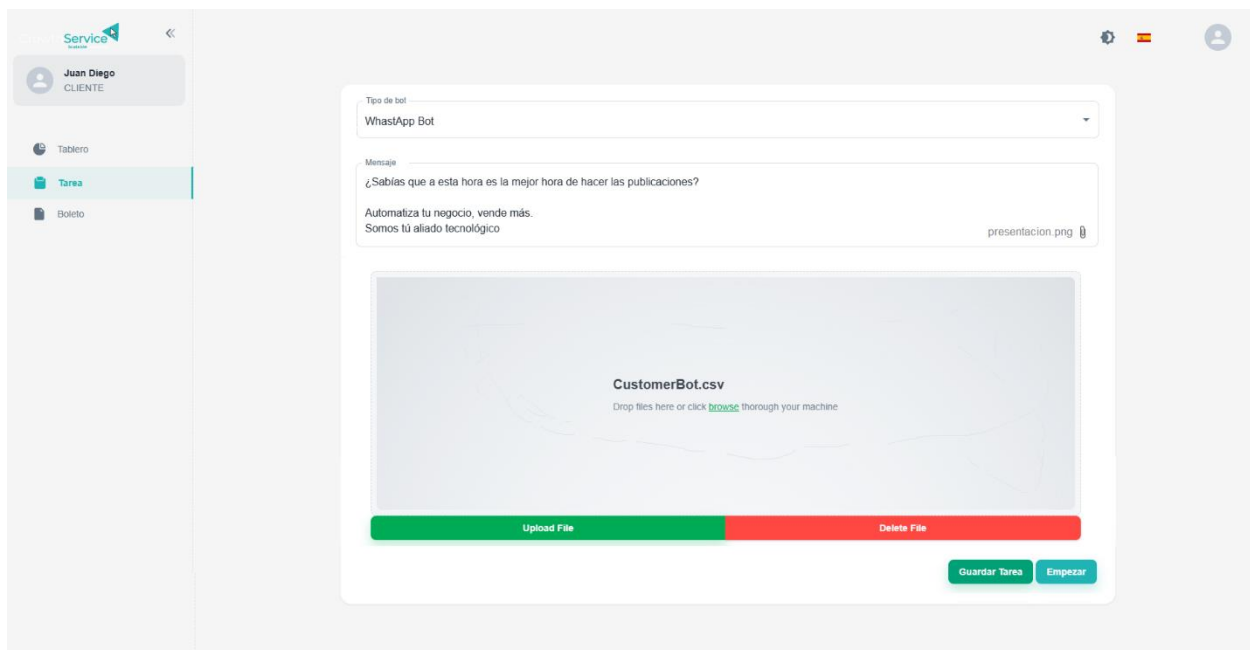 Service
Juan Diego
CLIENTE
Tablero
Tarea
Boleto
Tipo de bot
WhastApp Bot
Mensaje
¿Sabías que a esta hora es la mejor hora de hacer las publicaciones?
Automatiza tu negocio, vende más.
Somos tú aliado tecnológico
presentacion.png
CustomerBot.csv
Drop files here or click browse thorough your machine
Upload File
Delete File
Guardar Tarea
Empezar